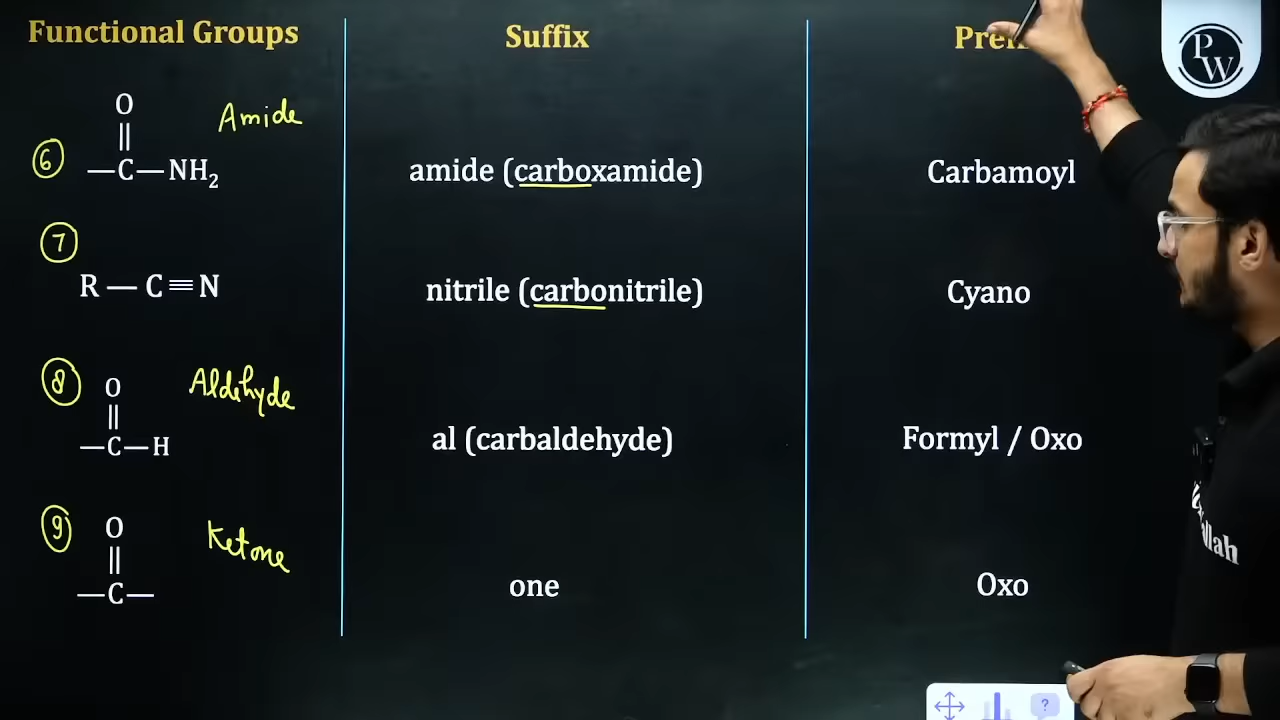 Functional Groups Suffix
O
||
6 —C—NH₂ Amide amide (carboxamide) Carbamoyl
7
R — C≡N nitrile (carbonitrile) Cyano
8 O Aldehyde
||
—C—H al (carbaldehyde) Formyl / Oxo
9 O Ketone
||
—C— one Oxo
PW